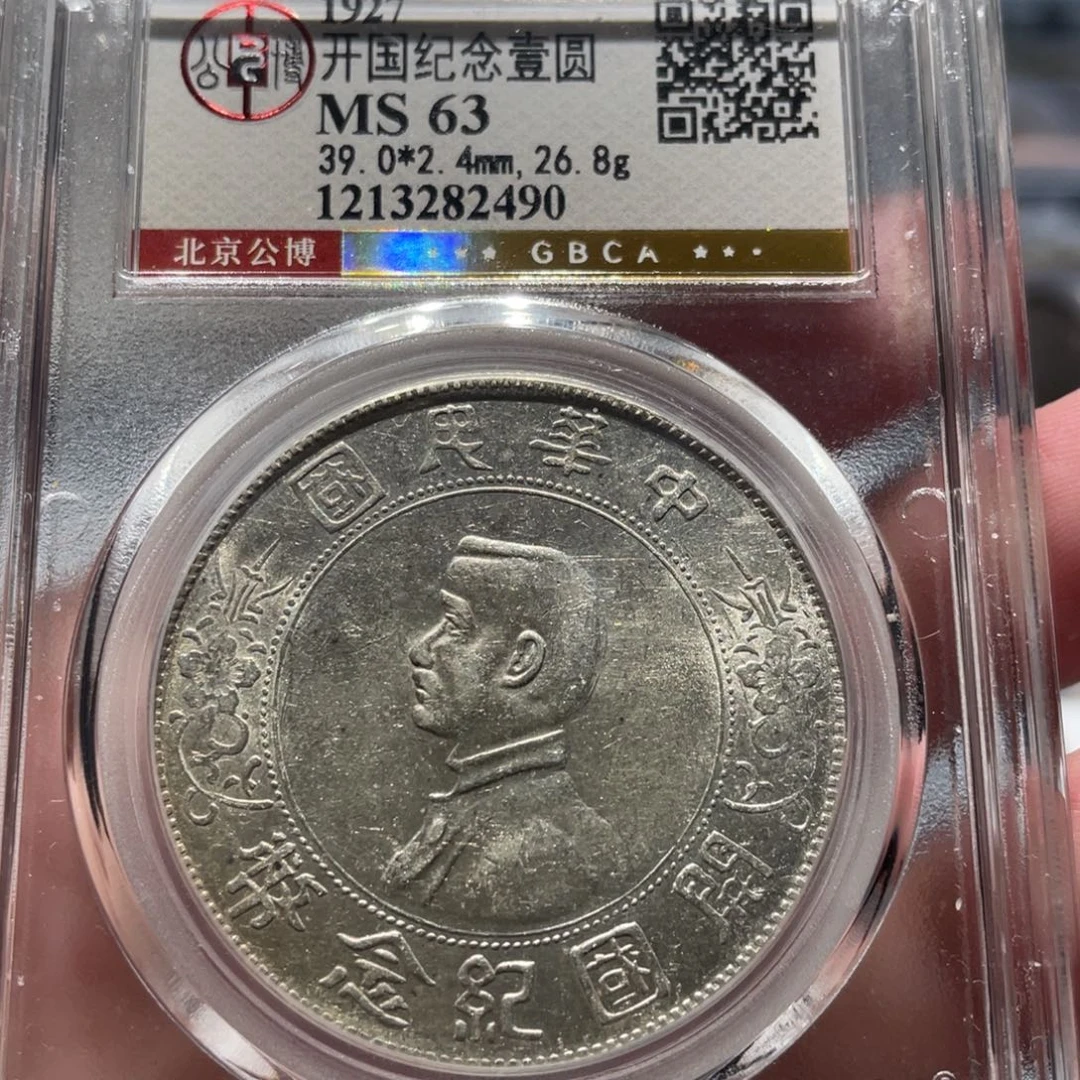 1927
开国纪念壹圆
MS 63
39.0*2.4mm, 26.8g
1213282490
北京公博 GBCA
中華民國
開國紀念幣